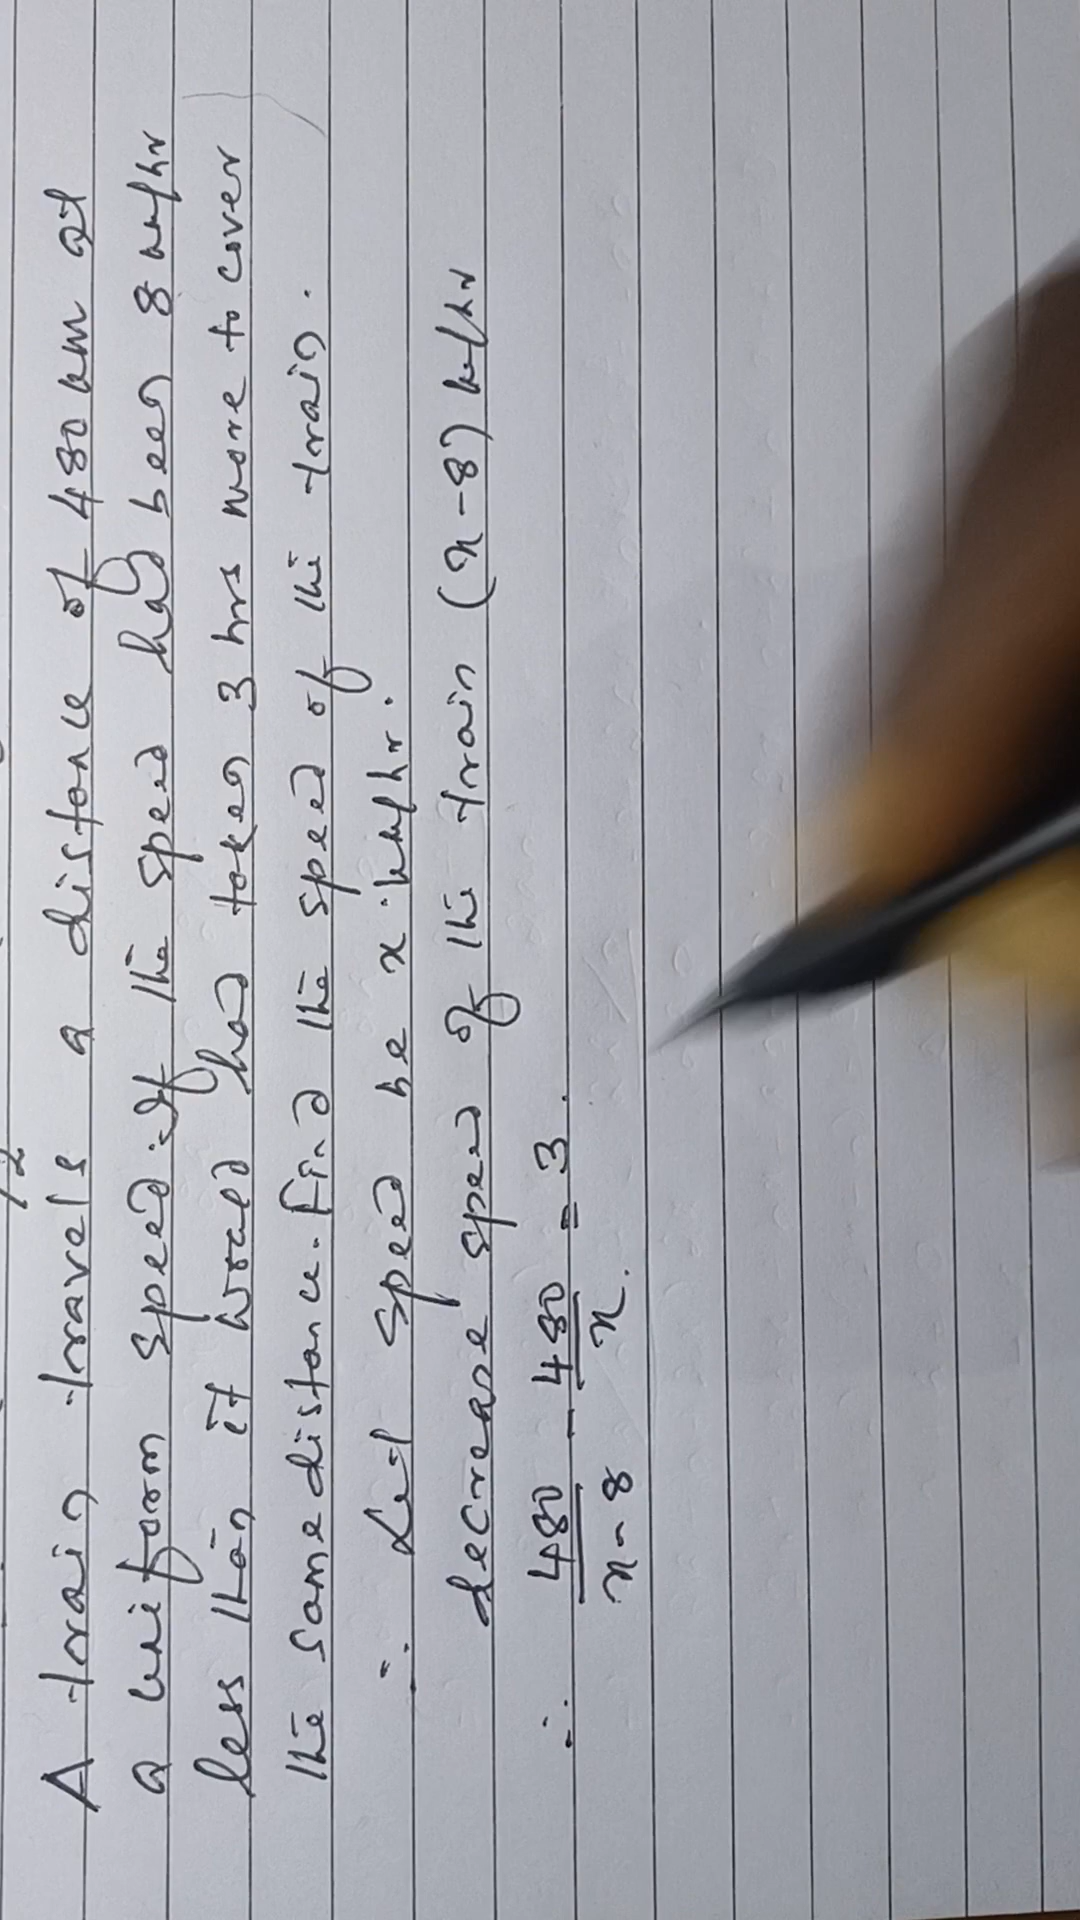 A train travels a distance of 480 km at
a uniform speed. If the speed had been 8 km/hr
less than it would had taken 3 hrs more to cover
the same distance. Find the speed of the train.
∴ Let speed be x km/hr.
decrease speed of the train (x-8) km/hr
∴ 480/x-8 - 480/x = 3.